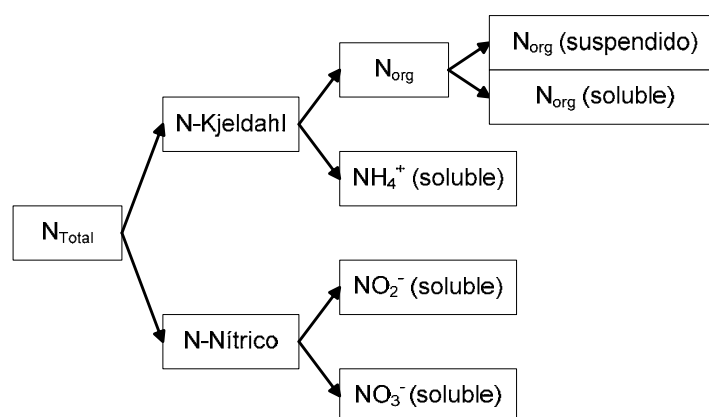 N_org (suspendido)
N_org
N_org (soluble)
N-Kjeldahl
NH₄⁺ (soluble)
N_Total
NO₂⁻ (soluble)
N-Nítrico
NO₃⁻ (soluble)